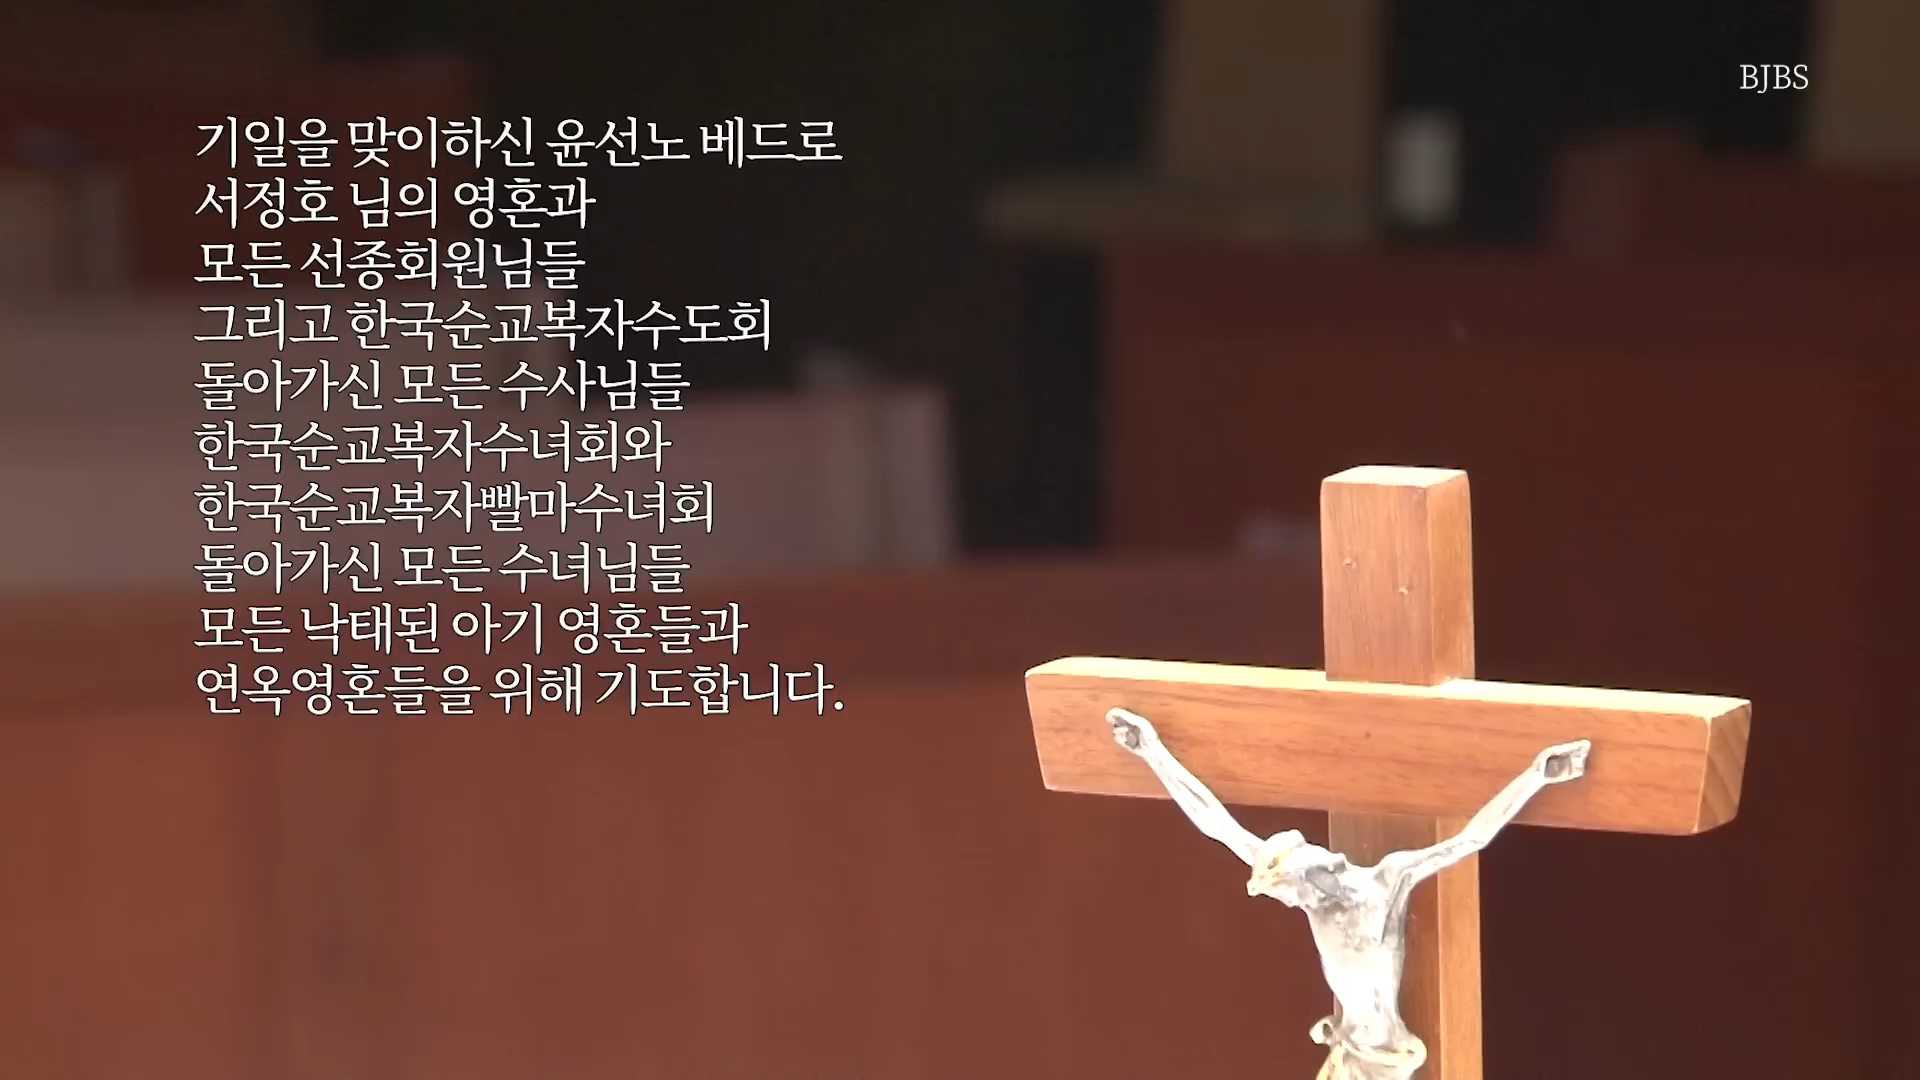 BJBS
기일을 맞이하신 윤선노 베드로
서정호 님의 영혼과
모든 선종회원님들
그리고 한국순교복자수도회
돌아가신 모든 수사님들
한국순교복자수녀회와
한국순교복자빨마수녀회
돌아가신 모든 수녀님들
모든 낙태된 아기 영혼들과
연옥영혼들을 위해 기도합니다.